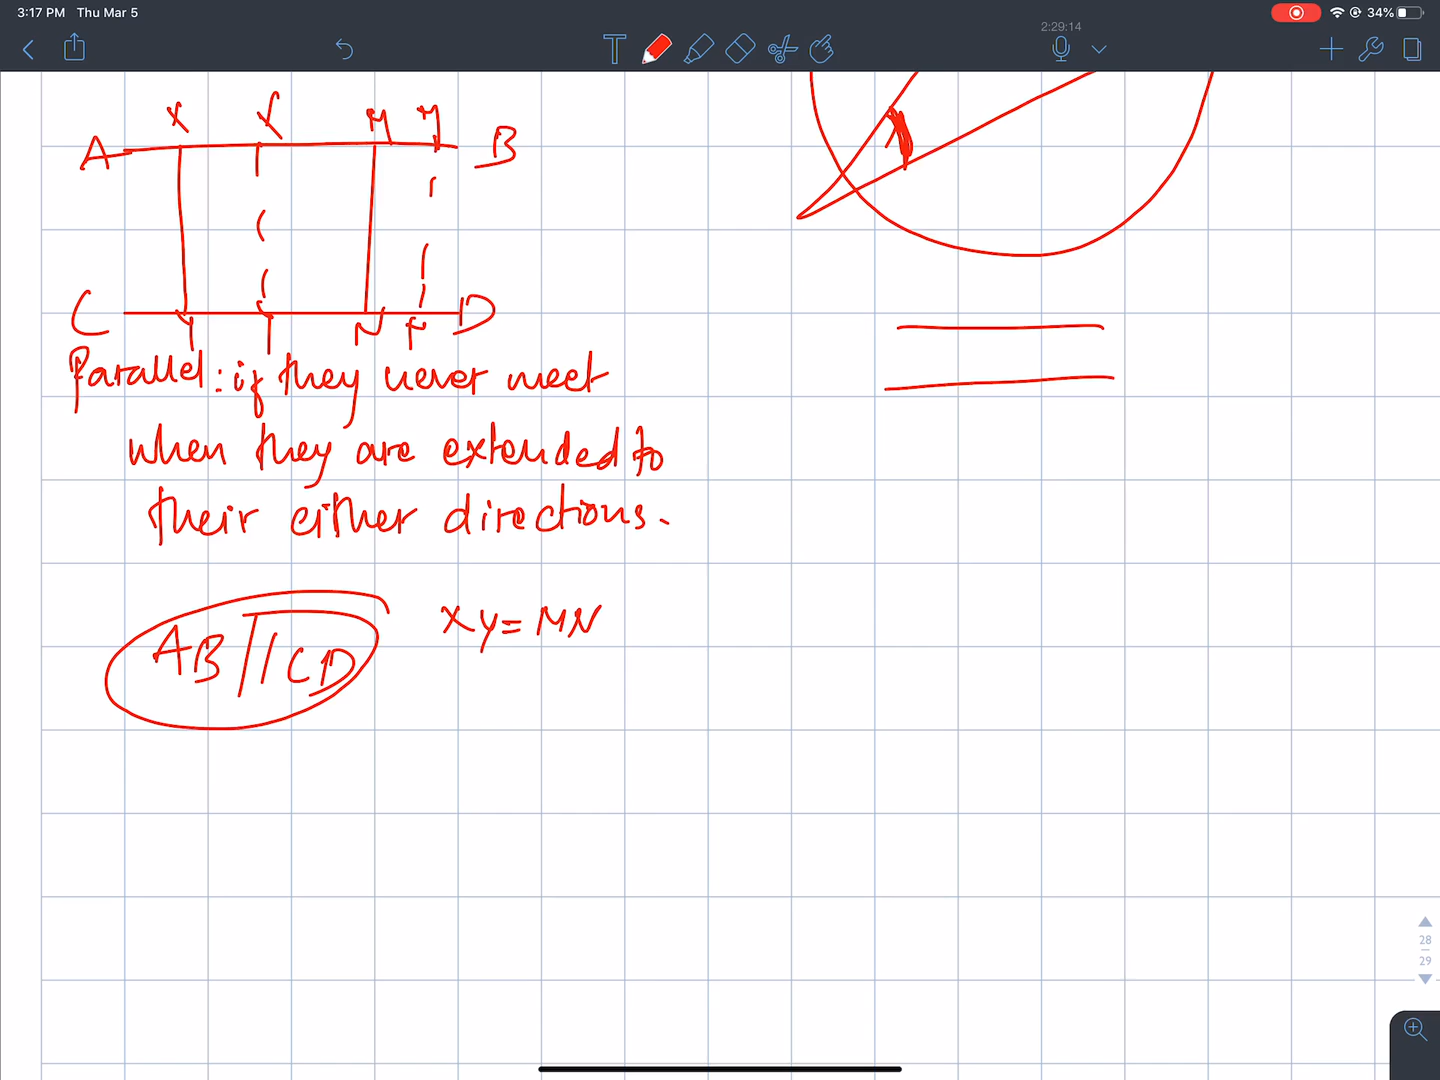 3:17 PM Thu Mar 5
34%
2:29:14
T
X Y M M
A B
C Y Y N N D
Parallel: if they never meet
when they are extended to
their either directions.
AB // CD
XY = MN
28
29